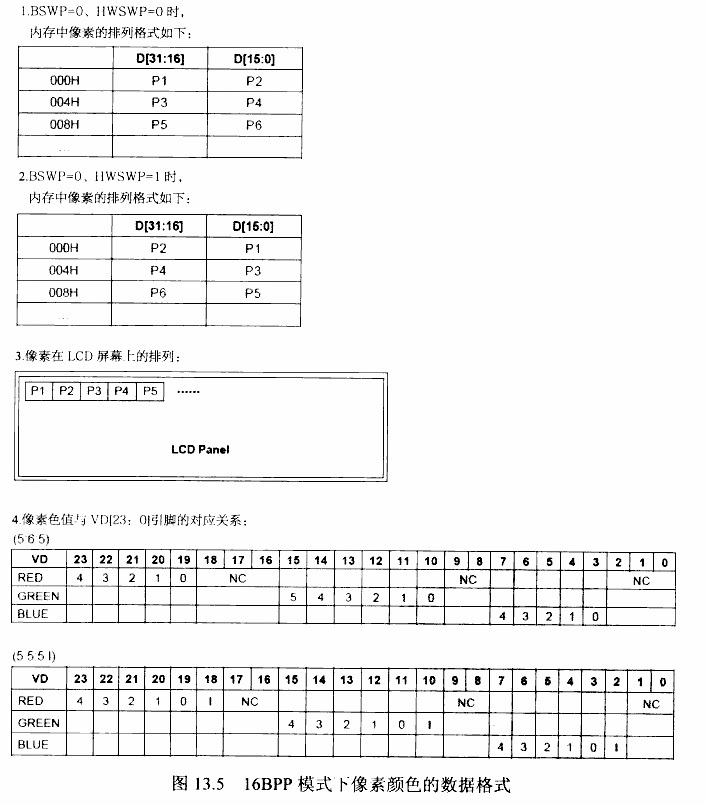 1.BSWP=0、HWSWP=0时,
内存中像素的排列格式如下:
D[31:16] D[15:0]
000H P1 P2
004H P3 P4
008H P5 P6
...
2.BSWP=0、HWSWP=1时,
内存中像素的排列格式如下:
D[31:16] D[15:0]
000H P2 P1
004H P4 P3
008H P6 P5
...
3.像素在LCD屏幕上的排列:
P1 P2 P3 P4 P5 ······
LCD Panel
4.像素色值与VD[23:0]引脚的对应关系:
(5 6 5)
VD 23 22 21 20 19 18 17 16 15 14 13 12 11 10 9 8 7 6 5 4 3 2 1 0
RED 4 3 2 1 0 NC NC NC
GREEN 5 4 3 2 1 0
BLUE 4 3 2 1 0
(5 5 5 I)
VD 23 22 21 20 19 18 17 16 15 14 13 12 11 10 9 8 7 6 5 4 3 2 1 0
RED 4 3 2 1 0 I NC NC NC
GREEN 4 3 2 1 0 I
BLUE 4 3 2 1 0 I
图 13.5 16BPP 模式下像素颜色的数据格式